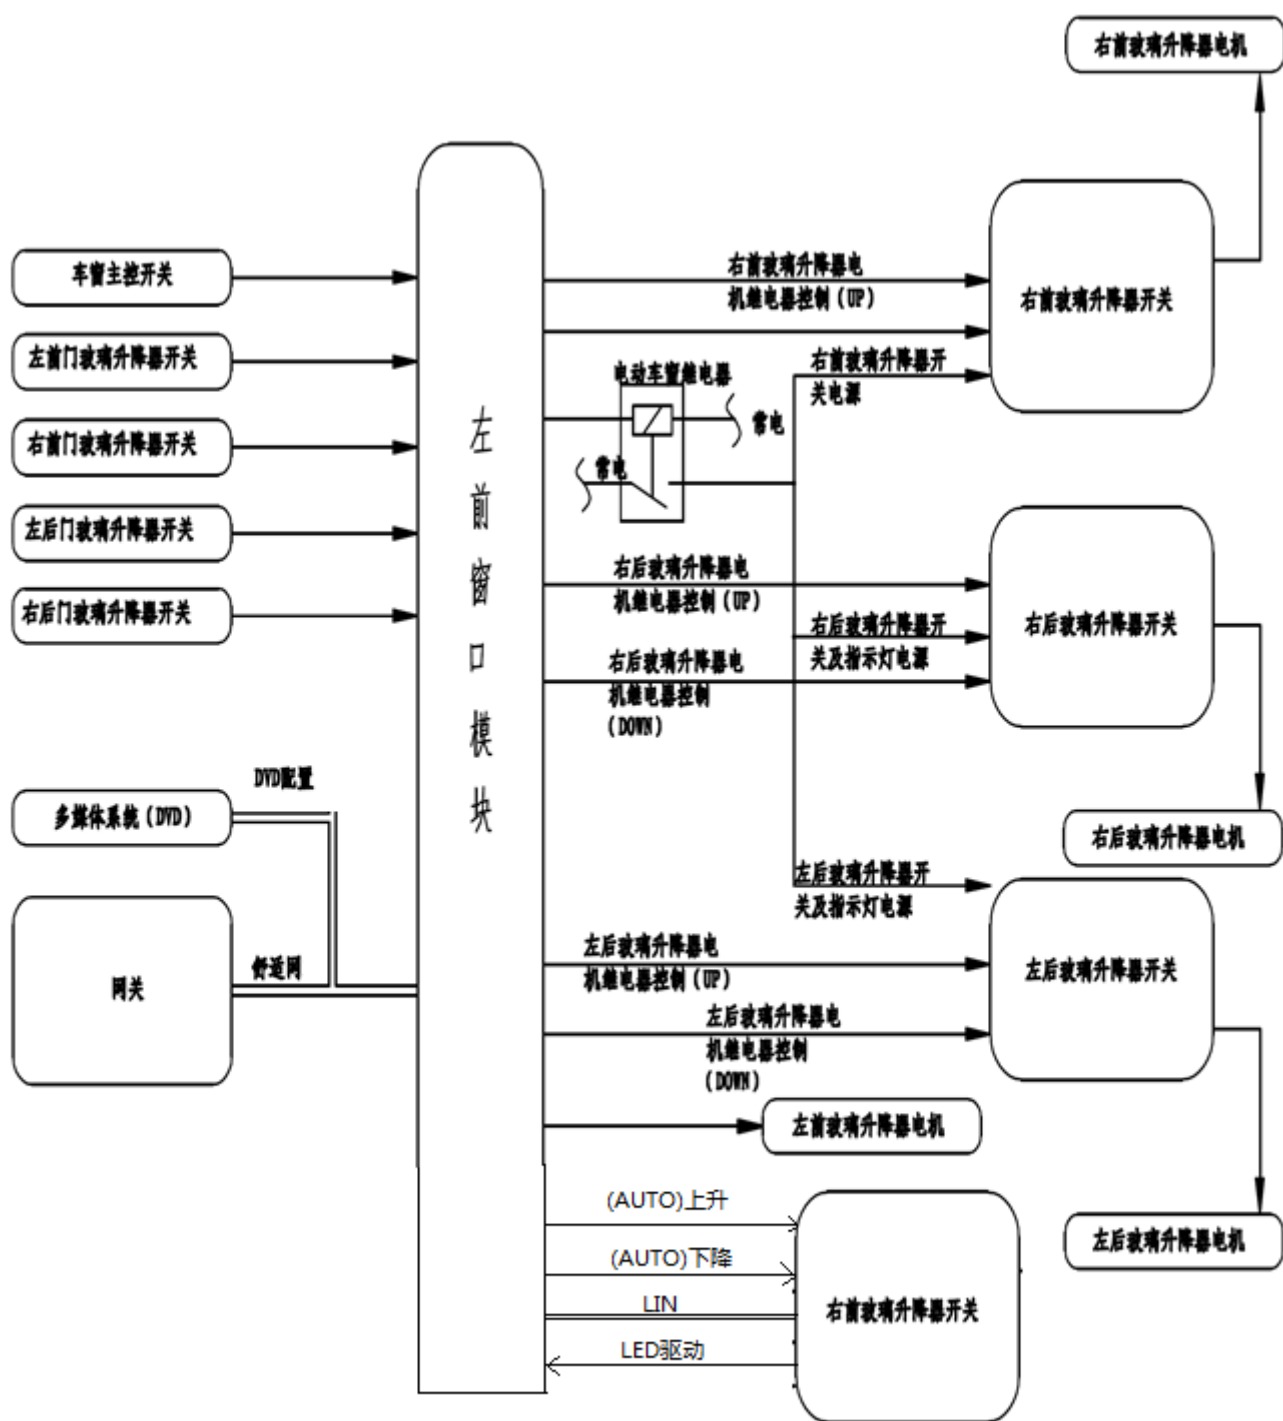 右前玻璃升降器电机
车窗主控开关
左前门玻璃升降器开关
右前门玻璃升降器开关
左后门玻璃升降器开关
右后门玻璃升降器开关
多媒体系统(DVD)
DVD配置
网关
舒适网
左前窗口模块
右前玻璃升降器电
机继电器控制(UP)
右前玻璃升降器开
关电源
电动车窗继电器
常电
常电
右前玻璃升降器开关
右后玻璃升降器电
机继电器控制(UP)
右后玻璃升降器开
关及指示灯电源
右后玻璃升降器电
机继电器控制
(DOWN)
右后玻璃升降器开关
右后玻璃升降器电机
左后玻璃升降器开
关及指示灯电源
左后玻璃升降器电
机继电器控制(UP)
左后玻璃升降器电
机继电器控制
(DOWN)
左后玻璃升降器开关
左前玻璃升降器电机
左后玻璃升降器电机
(AUTO)上升
(AUTO)下降
LIN
LED驱动
右前玻璃升降器开关